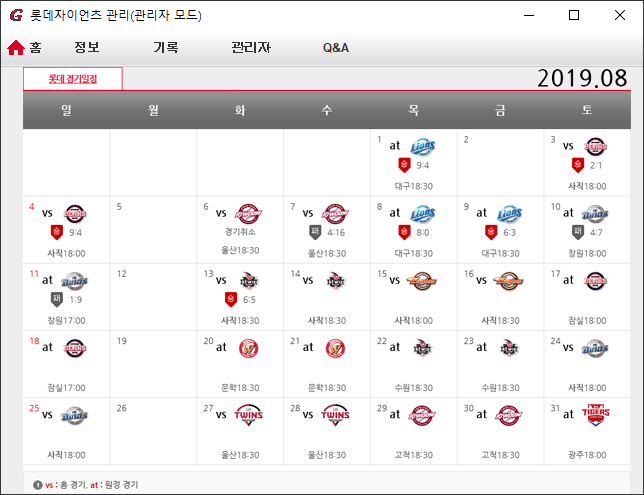 롯데자이언츠 관리(관리자 모드)
홈 정보 기록 관리자 Q&A
롯데 경기일정 2019.08
일 월 화 수 목 금 토
1 at Lions 2 3 vs
승 9:4 승 2:1
대구18:30 사직18:00
4 vs 5 6 vs 7 vs 8 at Lions 9 at Lions 10 at
승 9:4 경기취소 패 4:16 승 8:0 승 6:3 패 4:7
사직18:00 울산18:30 울산18:30 대구18:30 대구18:30 창원18:00
11 at 12 13 vs 14 vs 15 vs 16 vs 17 at
패 1:9 승 6:5
창원17:00 사직18:30 사직18:30 사직18:00 사직18:30 잠실18:00
18 at 19 20 at 21 at 22 at 23 at 24 vs
잠실17:00 문학18:30 문학18:30 수원18:30 수원18:30 사직18:00
25 vs 26 27 vs TWINS 28 vs TWINS 29 at 30 at 31 at TIGERS
사직18:00 울산18:30 울산18:30 고척18:30 고척18:30 광주18:00
vs : 홈 경기, at : 원정 경기